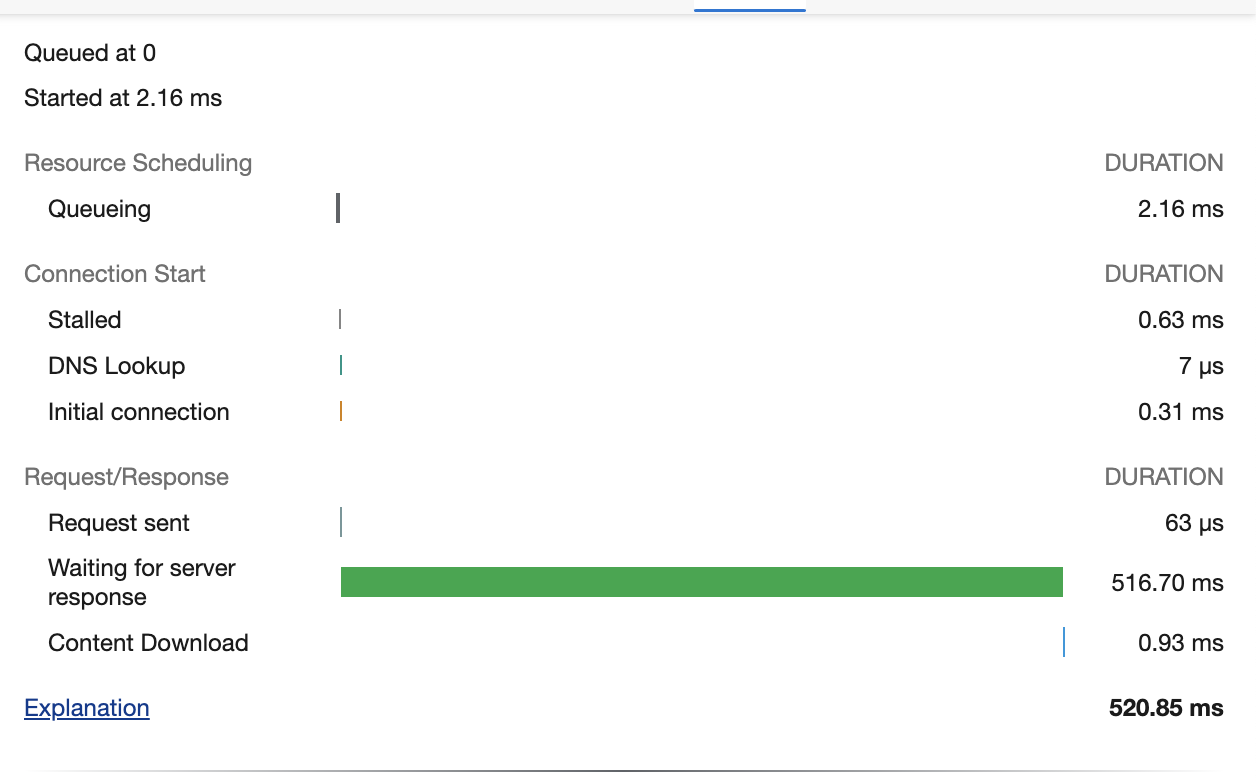 Queued at 0
Started at 2.16 ms
Resource Scheduling DURATION
Queueing 2.16 ms
Connection Start DURATION
Stalled 0.63 ms
DNS Lookup 7 μs
Initial connection 0.31 ms
Request/Response DURATION
Request sent 63 μs
Waiting for server
response 516.70 ms
Content Download 0.93 ms
Explanation 520.85 ms